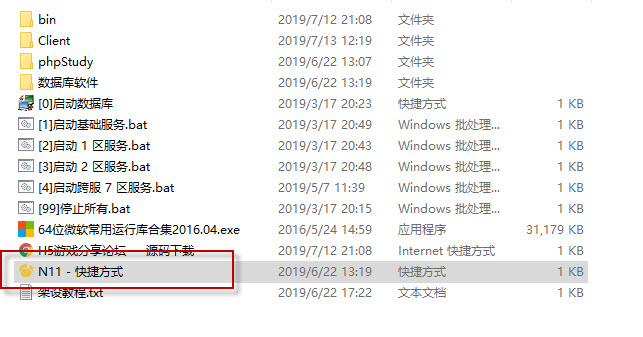 bin 2019/7/12 21:08 文件夹
Client 2019/7/13 12:19 文件夹
phpStudy 2019/6/22 13:07 文件夹
数据库软件 2019/6/22 13:19 文件夹
[0]启动数据库 2019/3/17 20:23 快捷方式 1 KB
[1]启动基础服务.bat 2019/3/17 20:49 Windows 批处理... 1 KB
[2]启动 1 区服务.bat 2019/3/17 20:43 Windows 批处理... 1 KB
[3]启动 2 区服务.bat 2019/3/17 20:48 Windows 批处理... 1 KB
[4]启动跨服 7 区服务.bat 2019/5/7 11:39 Windows 批处理... 1 KB
[99]停止所有.bat 2019/3/17 20:15 Windows 批处理... 1 KB
64位微软常用运行库合集2016.04.exe 2016/5/24 14:59 应用程序 31,179 KB
H5游戏分享论坛 源码下载 2019/7/12 21:08 Internet 快捷方式 1 KB
N11 - 快捷方式 2019/6/22 13:19 快捷方式 1 KB
架设教程.txt 2019/6/22 17:22 文本文档 1 KB